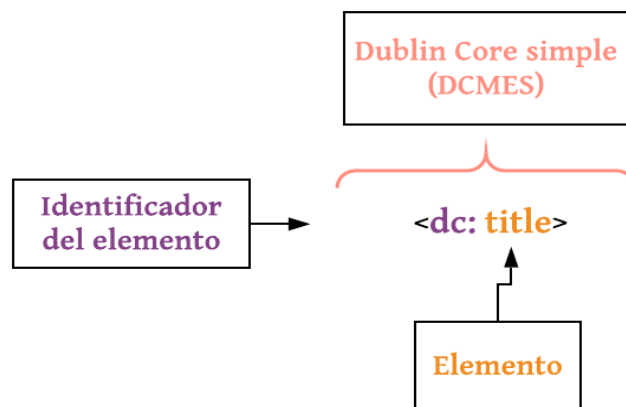 Dublin Core simple
(DCMES)
Identificador
del elemento
<dc: title>
Elemento